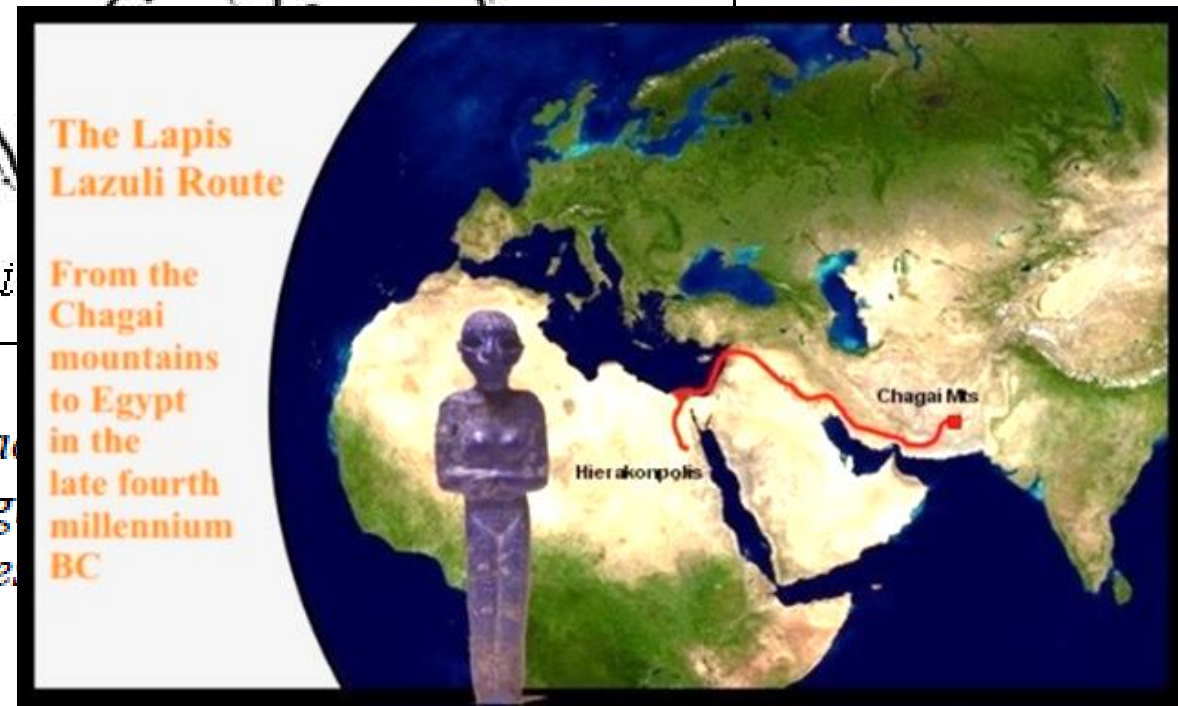 The Lapis
Lazuli Route
From the
Chagai
mountains
to Egypt
in the
late fourth
millennium
BC
Chagai Mts
Hierakonpolis